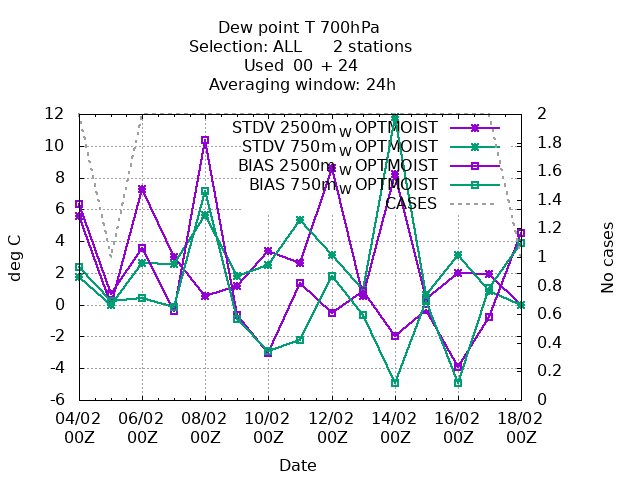 Dew point T 700hPa
Selection: ALL 2 stations
Used 00 + 24
Averaging window: 24h
STDV 2500m_W OPTMOIST
STDV 750m_W OPTMOIST
BIAS 2500m_W OPTMOIST
BIAS 750m_W OPTMOIST
CASES
deg C
12
10
8
6
4
2
0
-2
-4
-6
2
1.8
1.6
1.4
1.2
1
0.8
0.6
0.4
0.2
0
No cases
04/02 06/02 08/02 10/02 12/02 14/02 16/02 18/02
00Z 00Z 00Z 00Z 00Z 00Z 00Z 00Z
Date